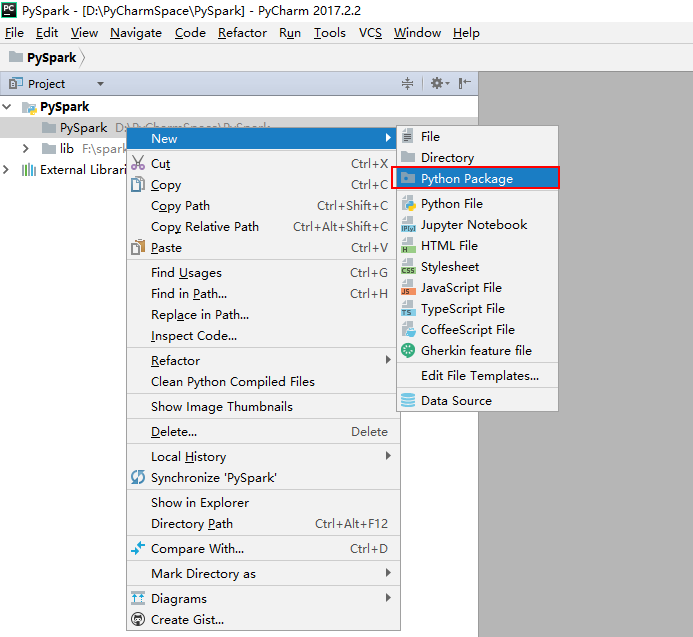 PC PySpark - [D:\PyCharmSpace\PySpark] - PyCharm 2017.2.2
File Edit View Navigate Code Refactor Run Tools VCS Window Help
PySpark
Project
PySpark
PySpark D:\PyCharmSpace\PySpark
lib F:\spark
External Librari
New
Cut Ctrl+X
Copy Ctrl+C
Copy Path Ctrl+Shift+C
Copy Relative Path Ctrl+Alt+Shift+C
Paste Ctrl+V
Find Usages Ctrl+G
Find in Path... Ctrl+H
Replace in Path...
Inspect Code...
Refactor
Clean Python Compiled Files
Show Image Thumbnails
Delete... Delete
Local History
Synchronize 'PySpark'
Show in Explorer
Directory Path Ctrl+Alt+F12
Compare With... Ctrl+D
Mark Directory as
Diagrams
Create Gist...
File
Directory
Python Package
Python File
IP[y] Jupyter Notebook
H HTML File
CSS Stylesheet
JS JavaScript File
TS TypeScript File
CoffeeScript File
Gherkin feature file
Edit File Templates...
Data Source